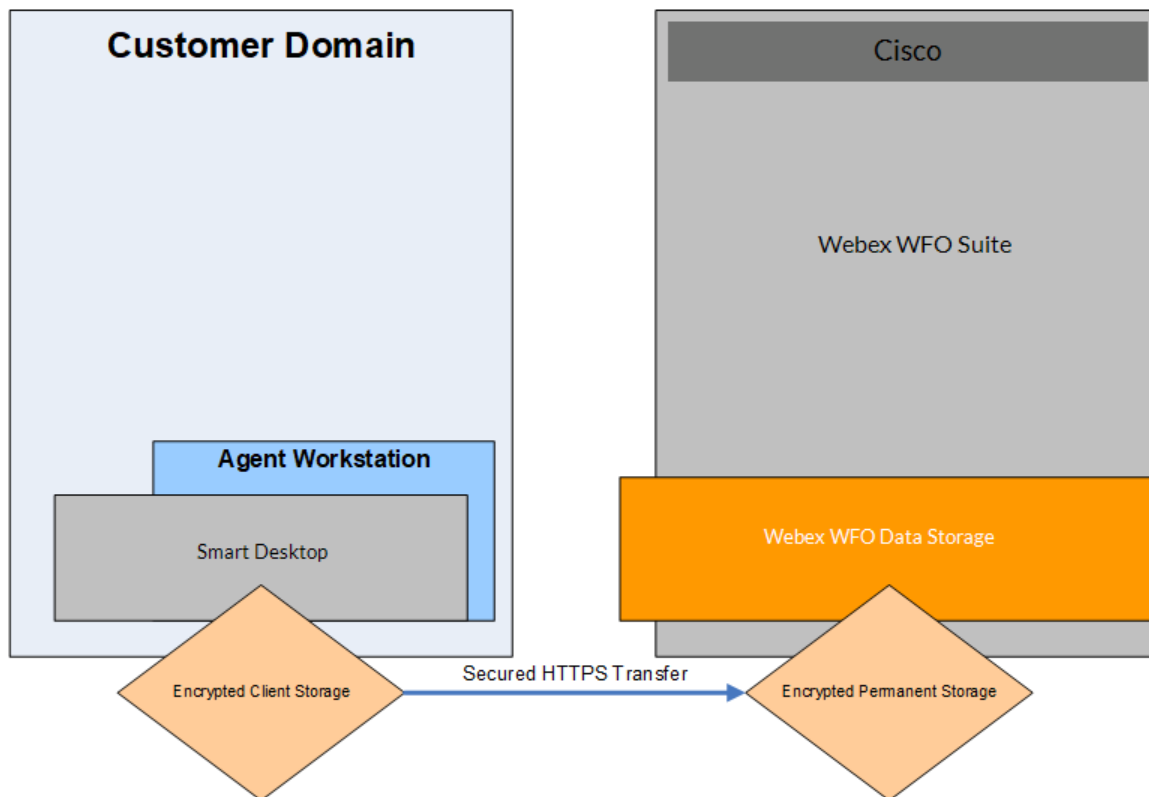 Customer Domain
Cisco
Webex WFO Suite
Agent Workstation
Smart Desktop
Webex WFO Data Storage
Secured HTTPS Transfer
Encrypted Client Storage
Encrypted Permanent Storage